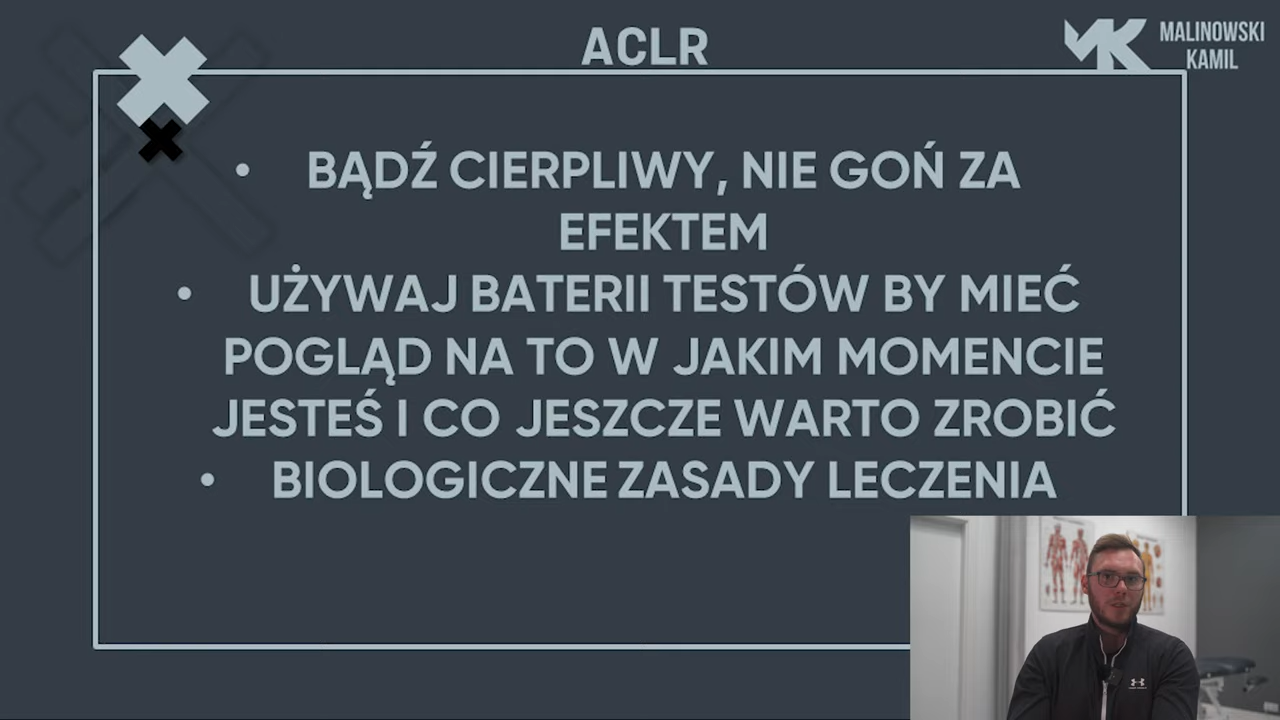 ACLR
MALINOWSKI
KAMIL
• BĄDŹ CIERPLIWY, NIE GOŃ ZA
EFEKTEM
• UŻYWAJ BATERII TESTÓW BY MIEĆ
POGLĄD NA TO W JAKIM MOMENCIE
JESTEŚ I CO JESZCZE WARTO ZROBIĆ
• BIOLOGICZNE ZASADY LECZENIA